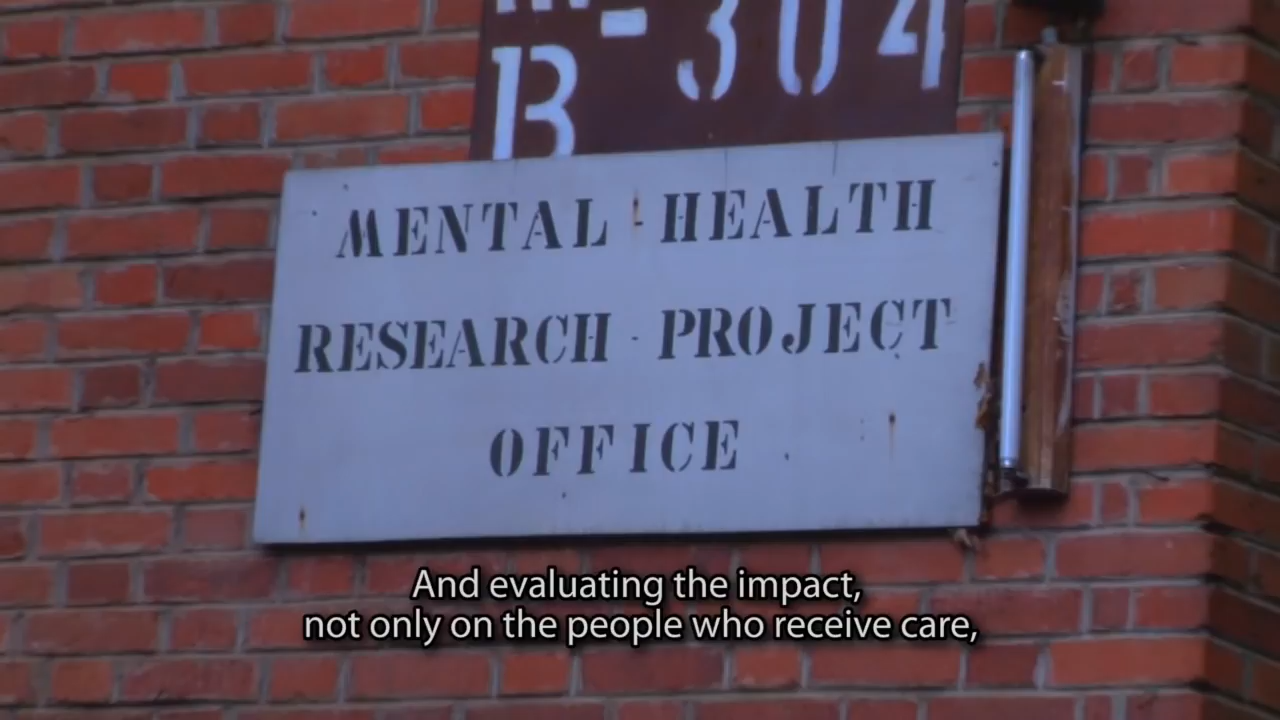 B-304
MENTAL HEALTH
RESEARCH PROJECT
OFFICE
And evaluating the impact,
not only on the people who receive care,